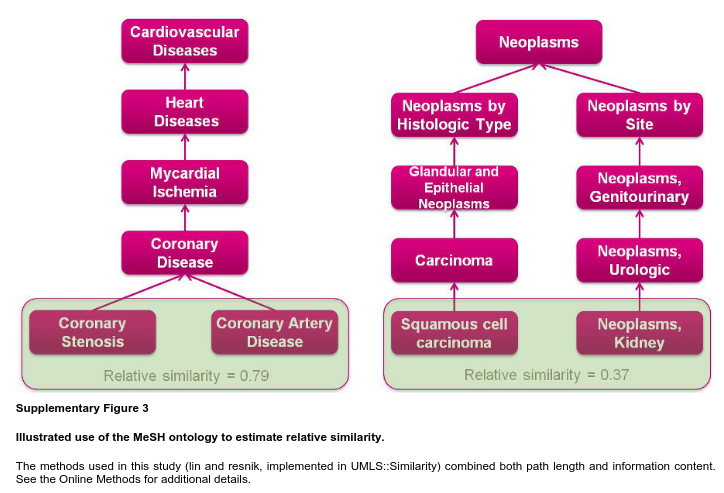 Cardiovascular
Diseases
Heart
Diseases
Mycardial
Ischemia
Coronary
Disease
Coronary
Stenosis
Coronary Artery
Disease
Relative similarity = 0.79
Neoplasms
Neoplasms by
Histologic Type
Neoplasms by
Site
Glandular and
Epithelial
Neoplasms
Neoplasms,
Genitourinary
Carcinoma
Neoplasms,
Urologic
Squamous cell
carcinoma
Neoplasms,
Kidney
Relative similarity = 0.37
Supplementary Figure 3
Illustrated use of the MeSH ontology to estimate relative similarity.
The methods used in this study (lin and resnik, implemented in UMLS::Similarity) combined both path length and information content.
See the Online Methods for additional details.